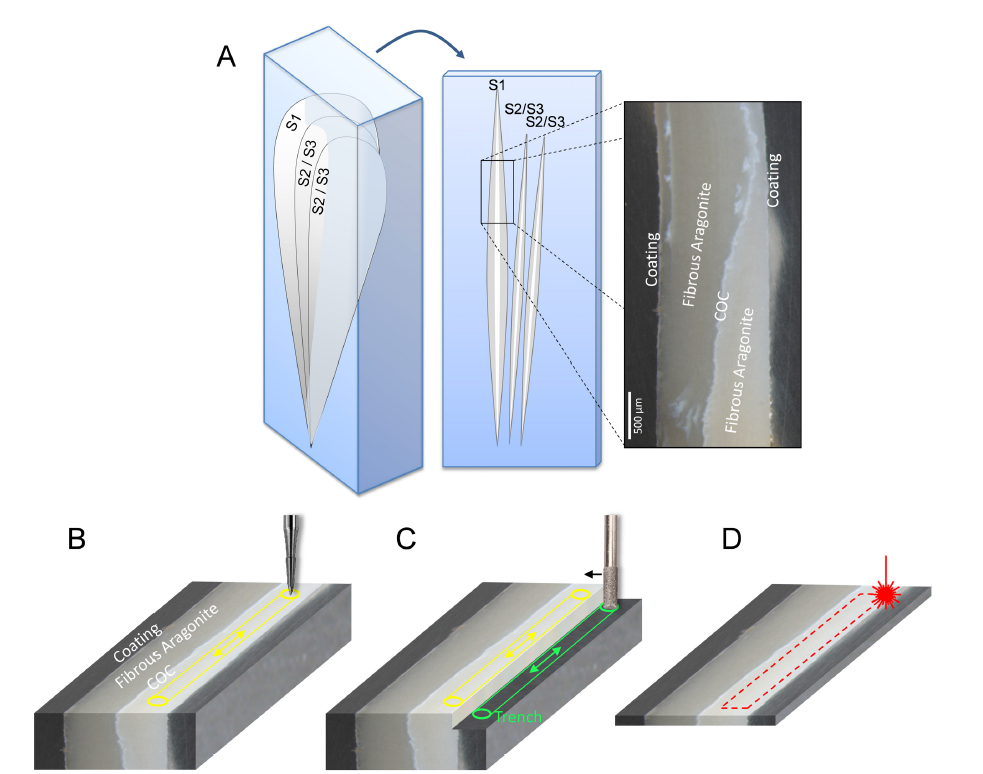 A
S1
S2 / S3
S2 / S3
S1
S2/S3
S2/S3
Coating
Fibrous Aragonite
COC
Fibrous Aragonite
Coating
500 µm
B
Coating
Fibrous Aragonite
COC
C
Trench
D